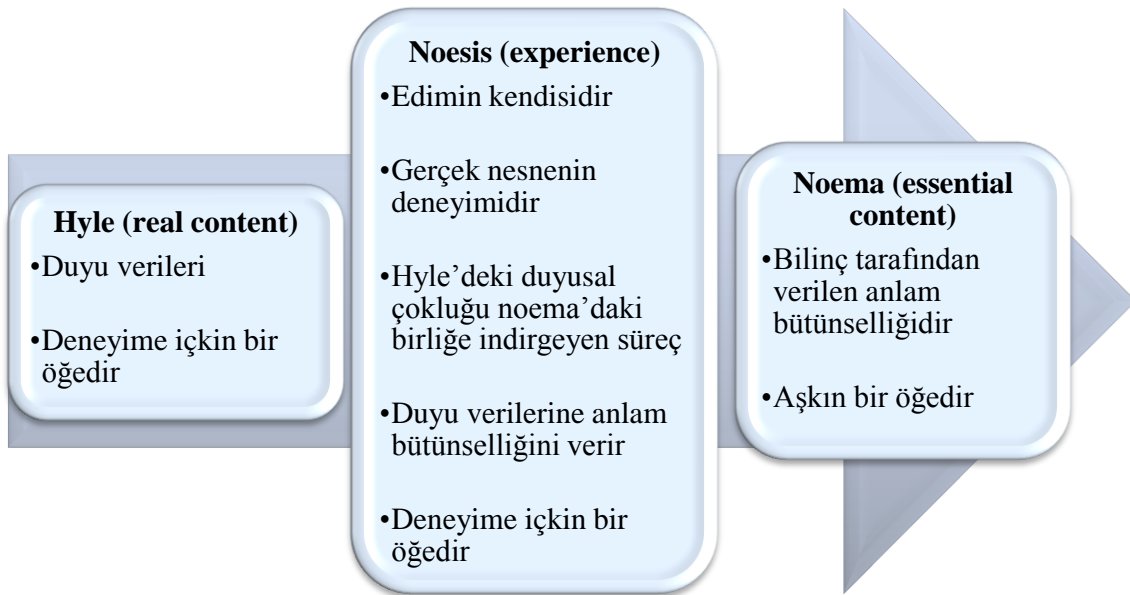 Hyle (real content)
•Duyu verileri
•Deneyime içkin bir
öğedir
Noesis (experience)
•Edimin kendisidir
•Gerçek nesnenin
deneyimidir
•Hyle’deki duyusal
çokluğu noema’daki
birliğe indirgeyen süreç
•Duyu verilerine anlam
bütünselliğini verir
•Deneyime içkin bir
öğedir
Noema (essential
content)
•Bilinç tarafından
verilen anlam
bütünselliğidir
•Aşkın bir öğedir